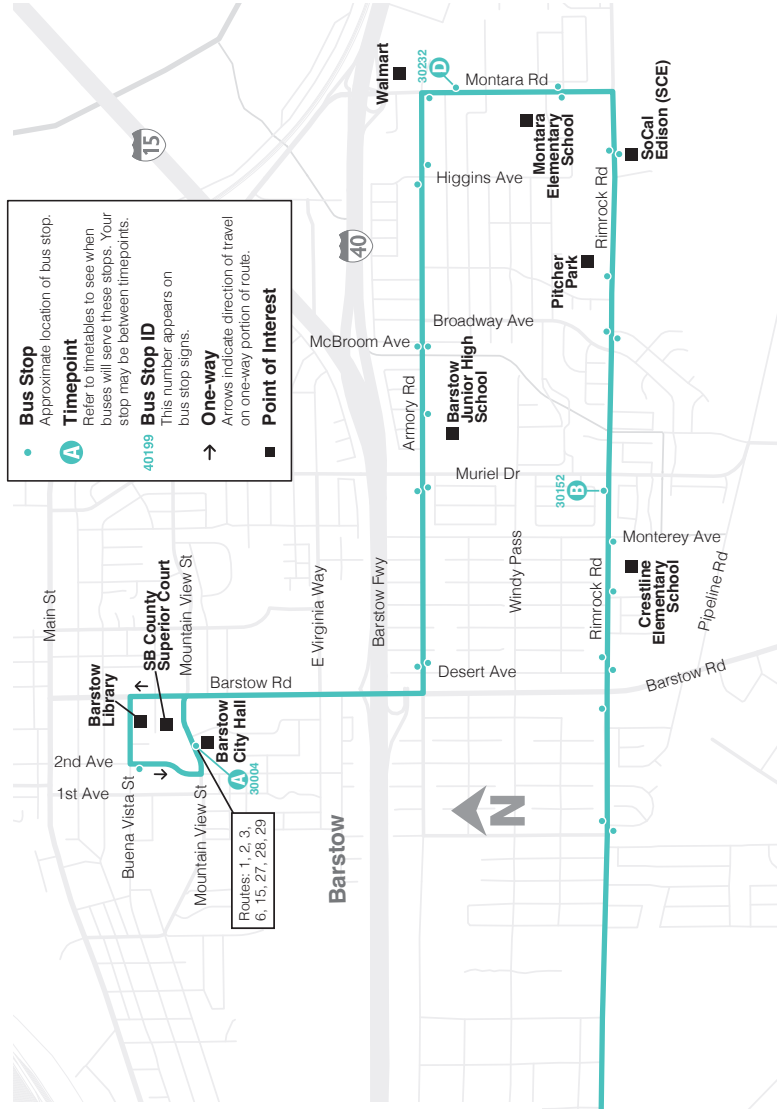 Bus Stop
Approximate location of bus stop.
A
Timepoint
Refer to timetables to see when
buses will serve these stops. Your
stop may be between timepoints.
40199
Bus Stop ID
This number appears on
bus stop signs.
One-way
Arrows indicate direction of travel
on one-way portion of route.
Point of Interest
15
40
Walmart
30232
D
Montara Rd
Montara
Elementary
School
SoCal
Edison (SCE)
Higgins Ave
Rimrock Rd
Pitcher
Park
Broadway Ave
McBroom Ave
Armory Rd
Barstow
Junior High
School
Muriel Dr
30152
B
Monterey Ave
Crestline
Elementary
School
Pipeline Rd
Windy Pass
Rimrock Rd
Barstow Rd
Desert Ave
Barstow Fwy
E Virginia Way
Barstow Rd
Main St
Mountain View St
SB County
Superior Court
Barstow
Library
Barstow
City Hall
A
30004
2nd Ave
1st Ave
Buena Vista St
Mountain View St
Routes: 1, 2, 3,
6, 15, 27, 28, 29
Barstow
N